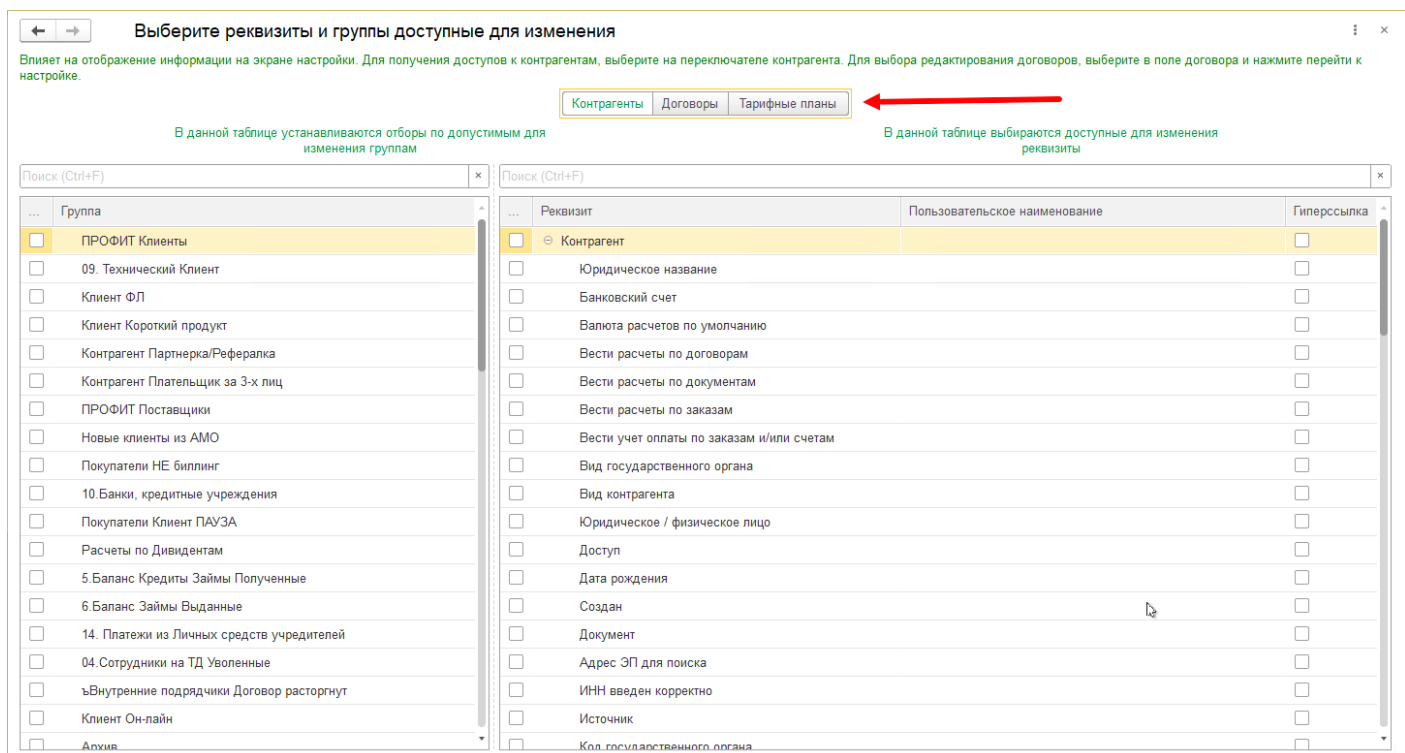 Выберите реквизиты и группы доступные для изменения
Влияет на отображение информации на экране настройки. Для получения доступов к контрагентам, выберите на переключателе контрагента. Для выбора редактирования договоров, выберите в поле договора и нажмите перейти к
настройке.
Контрагенты Договоры Тарифные планы
В данной таблице устанавливаются отборы по допустимым для
изменения группам
В данной таблице выбираются доступные для изменения
реквизиты
Поиск (Ctrl+F) × Поиск (Ctrl+F) ×
... Группа ... Реквизит Пользовательское наименование Гиперссылка
ПРОФИТ Клиенты Контрагент
09. Технический Клиент Юридическое название
Клиент ФЛ Банковский счет
Клиент Короткий продукт Валюта расчетов по умолчанию
Контрагент Партнерка/Рефералка Вести расчеты по договорам
Контрагент Плательщик за 3-х лиц Вести расчеты по документам
ПРОФИТ Поставщики Вести расчеты по заказам
Новые клиенты из АМО Вести учет оплаты по заказам и/или счетам
Покупатели НЕ биллинг Вид государственного органа
10.Банки, кредитные учреждения Вид контрагента
Покупатели Клиент ПАУЗА Юридическое / физическое лицо
Расчеты по Дивидентам Доступ
5.Баланс Кредиты Займы Полученные Дата рождения
6.Баланс Займы Выданные Создан
14. Платежи из Личных средств учредителей Документ
04.Сотрудники на ТД Уволенные Адрес ЭП для поиска
ъВнутренние подрядчики Договор расторгнут ИНН введен корректно
Клиент Он-лайн Источник
Архив Код государственного органа